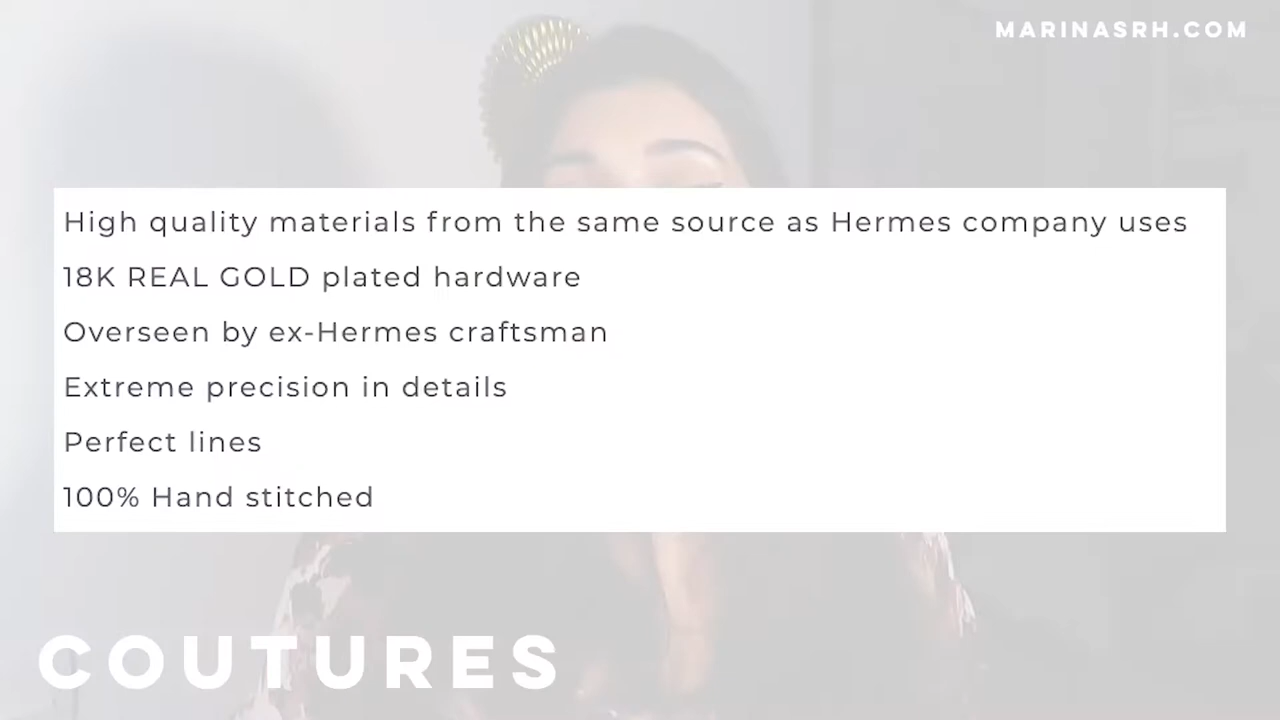 MARINASRH.COM
High quality materials from the same source as Hermes company uses
18K REAL GOLD plated hardware
Overseen by ex-Hermes craftsman
Extreme precision in details
Perfect lines
100% Hand stitched
COUTURES